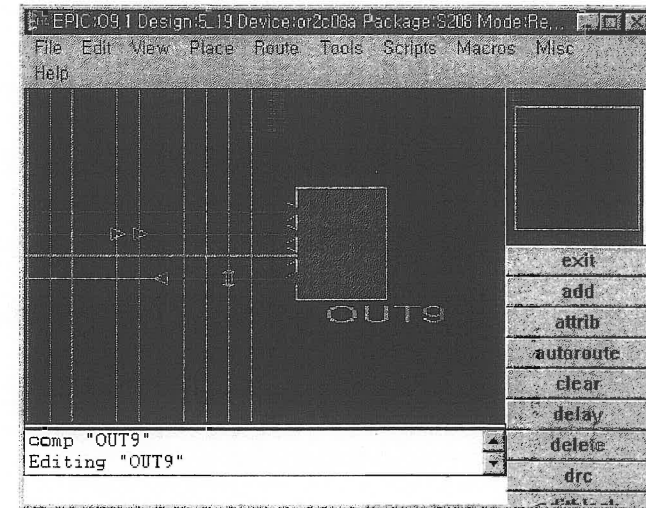 EPIC:O9.1 Design:5_19 Device:or2c08a Package:S208 Mode:Re...
File Edit View Place Route Tools Scripts Macros Misc
Help
OUT9
exit
add
attrib
autoroute
clear
delay
delete
drc
comp "OUT9"
Editing "OUT9"